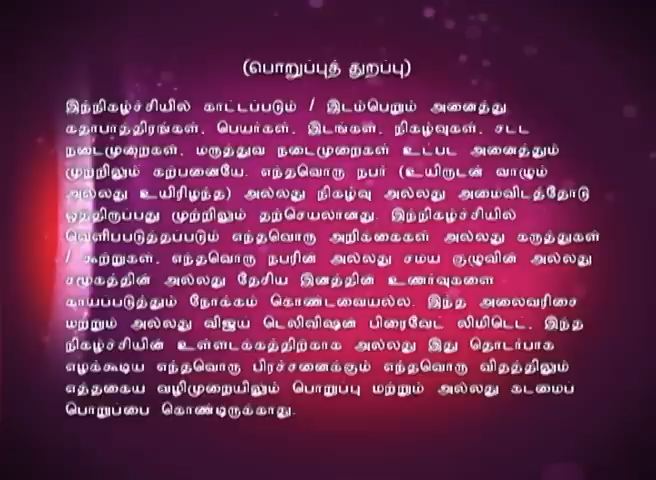 (பொறுப்புத் துறப்பு)
இந்நிகழ்ச்சியில் காட்டப்படும் / இடம்பெறும் அனைத்து
கதாபாத்திரங்கள், பெயர்கள், இடங்கள், நிகழ்வுகள், சட்ட
நடைமுறைகள், மருத்துவ நடைமுறைகள் உட்பட அனைத்தும்
முற்றிலும் கற்பனையே. எந்தவொரு நபர் (உயிருடன் வாழும்
அல்லது உயிரிழந்த) அல்லது நிகழ்வு அல்லது அமைவிடத்தோடு
ஒத்திருப்பது முற்றிலும் தற்செயலானது. இந்நிகழ்ச்சியில்
வெளிப்படுத்தப்படும் எந்தவொரு அறிக்கைகள் அல்லது கருத்துகள்
/ கூற்றுகள், எந்தவொரு நபரின் அல்லது சமய குழுவின் அல்லது
சமூகத்தின் அல்லது தேசிய இனத்தின் உணர்வுகளை
காயப்படுத்தும் நோக்கம் கொண்டவையல்ல. இந்த அலைவரிசை
மற்றும் அல்லது விஜய் டெலிவிஷன் பிரைவேட் லிமிடெட், இந்த
நிகழ்ச்சியின் உள்ளடக்கத்திற்காக அல்லது இது தொடர்பாக
எழக்கூடிய எந்தவொரு பிரச்சனைக்கும் எந்தவொரு விதத்திலும்
எத்தகைய வழிமுறையிலும் பொறுப்பு மற்றும் அல்லது கடமைப்
பொறுப்பை கொண்டிருக்காது.